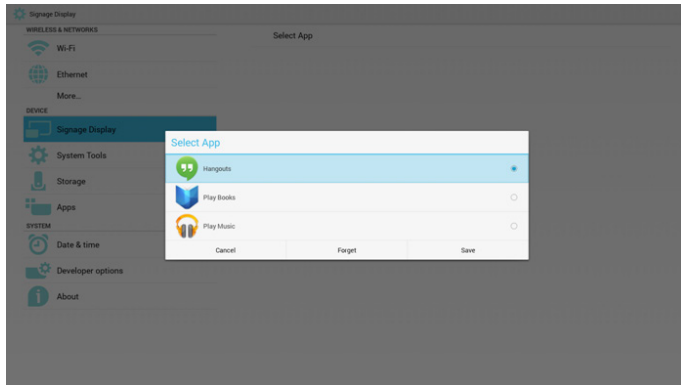 Signage Display
WIRELESS & NETWORKS
Select App
Wi-Fi
Ethernet
More...
DEVICE
Signage Display
System Tools
Storage
Apps
SYSTEM
Date & time
Developer options
About
Select App
Hangouts
Play Books
Play Music
Cancel Forget Save